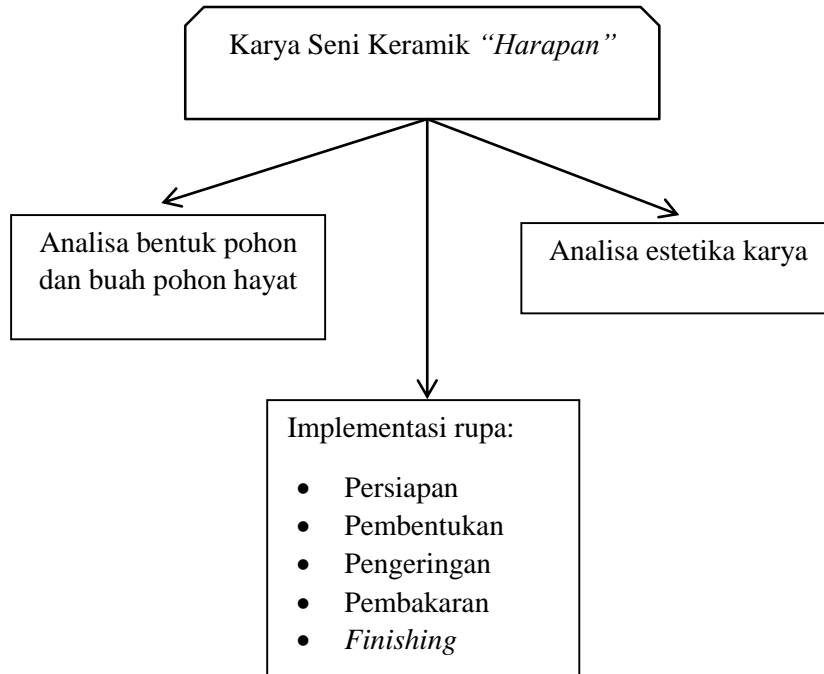 Karya Seni Keramik “Harapan”
Analisa bentuk pohon
dan buah pohon hayat
Analisa estetika karya
Implementasi rupa:
• Persiapan
• Pembentukan
• Pengeringan
• Pembakaran
• Finishing